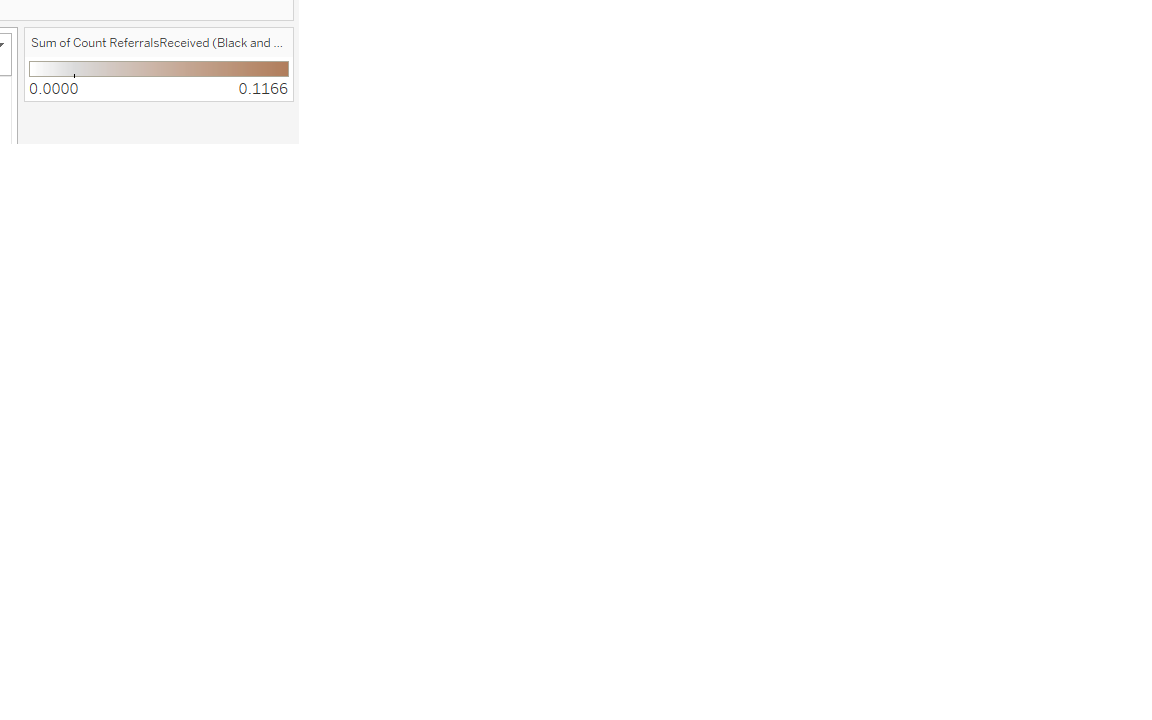 Sum of Count ReferralsReceived (Black and ...
0.0000 0.1166